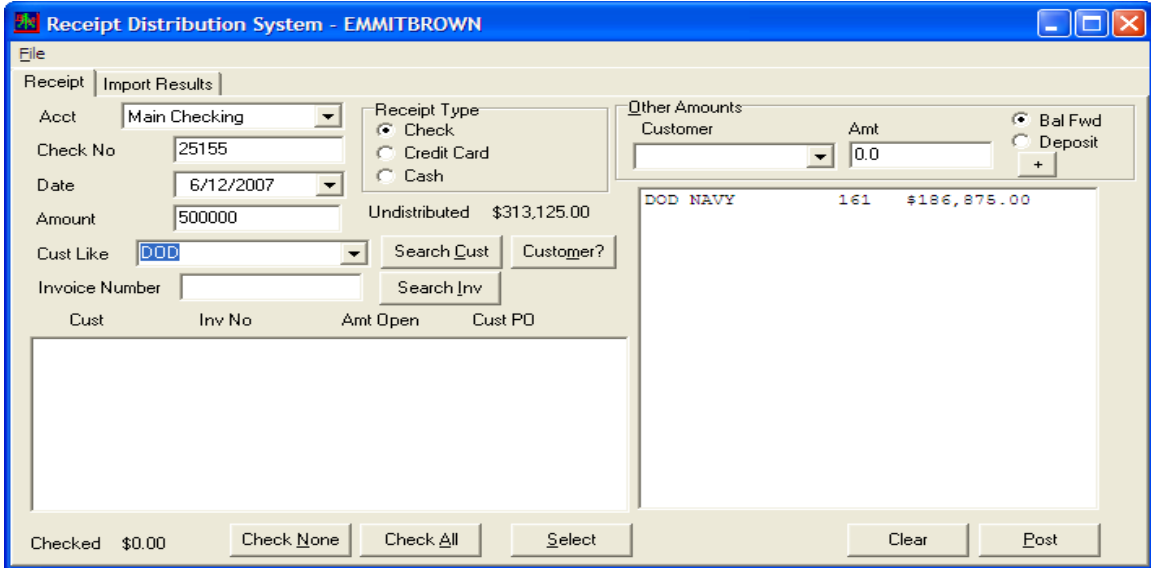 Receipt Distribution System - EMMITBROWN
File
Receipt Import Results
Acct Main Checking
Check No 25155
Date 6/12/2007
Amount 500000
Receipt Type
Check
Credit Card
Cash
Undistributed $313,125.00
Cust Like DOD Search Cust Customer?
Invoice Number Search Inv
Cust Inv No Amt Open Cust PO
Checked $0.00 Check None Check All Select
Other Amounts
Customer Amt
0.0
Bal Fwd
Deposit
+
DOD NAVY 161 $186,875.00
Clear Post